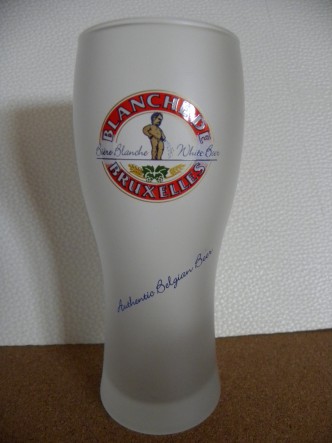 BLANCHE DE
Bière Blanche White Beer
BRUXELLES
Authentic Belgian Beer